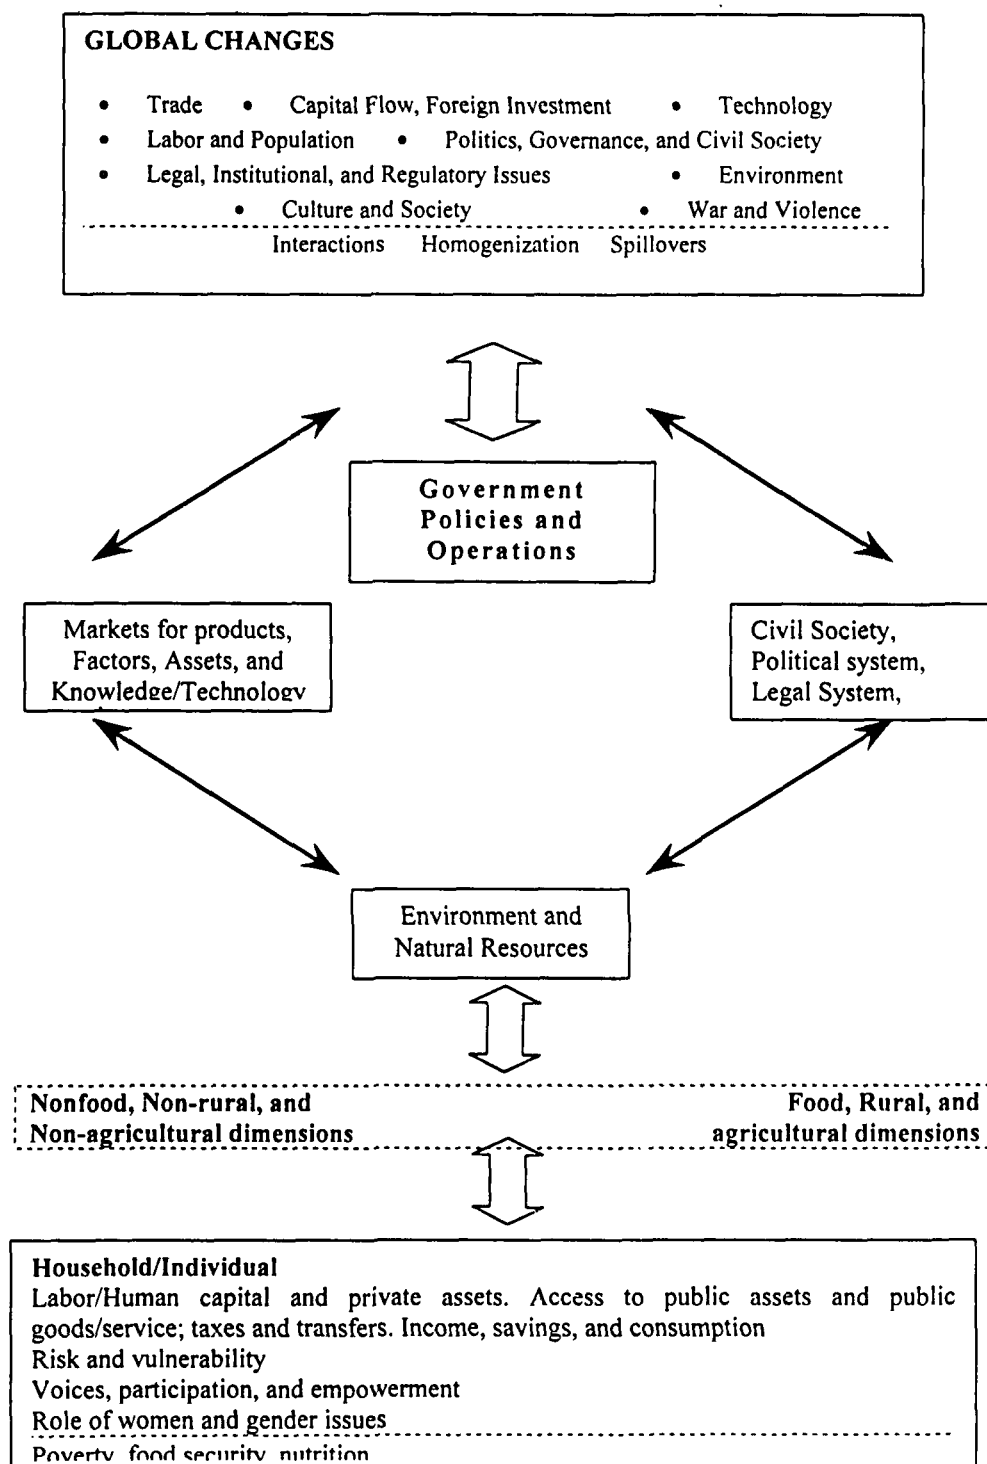 GLOBAL CHANGES
• Trade • Capital Flow, Foreign Investment • Technology
• Labor and Population • Politics, Governance, and Civil Society
• Legal, Institutional, and Regulatory Issues • Environment
• Culture and Society • War and Violence
Interactions Homogenization Spillovers
Government
Policies and
Operations
Markets for products,
Factors, Assets, and
Knowledge/Technology
Civil Society,
Political system,
Legal System,
Environment and
Natural Resources
Nonfood, Non-rural, and
Non-agricultural dimensions
Food, Rural, and
agricultural dimensions
Household/Individual
Labor/Human capital and private assets. Access to public assets and public
goods/service; taxes and transfers. Income, savings, and consumption
Risk and vulnerability
Voices, participation, and empowerment
Role of women and gender issues
Poverty, food security, nutrition